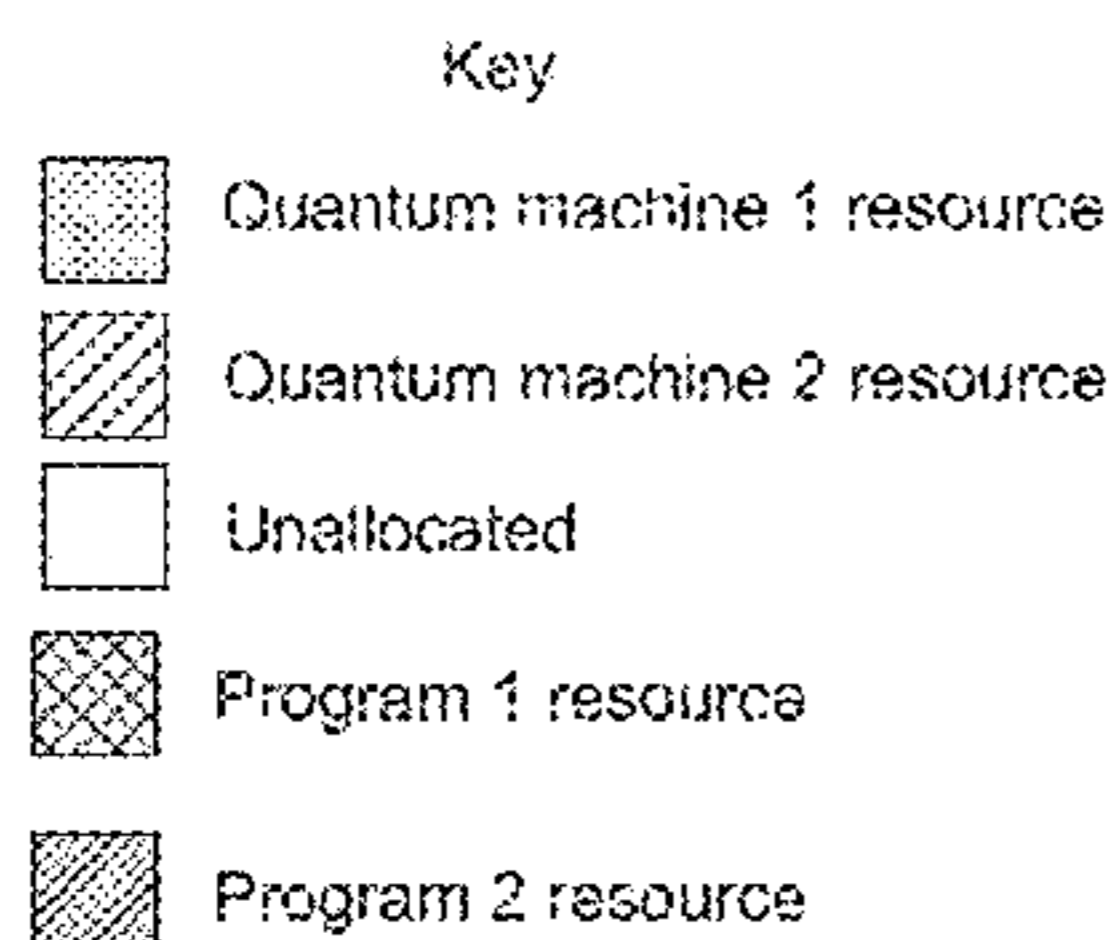 Key
Quantum machine 1 resource
Quantum machine 2 resource
Unallocated
Program 1 resource
Program 2 resource